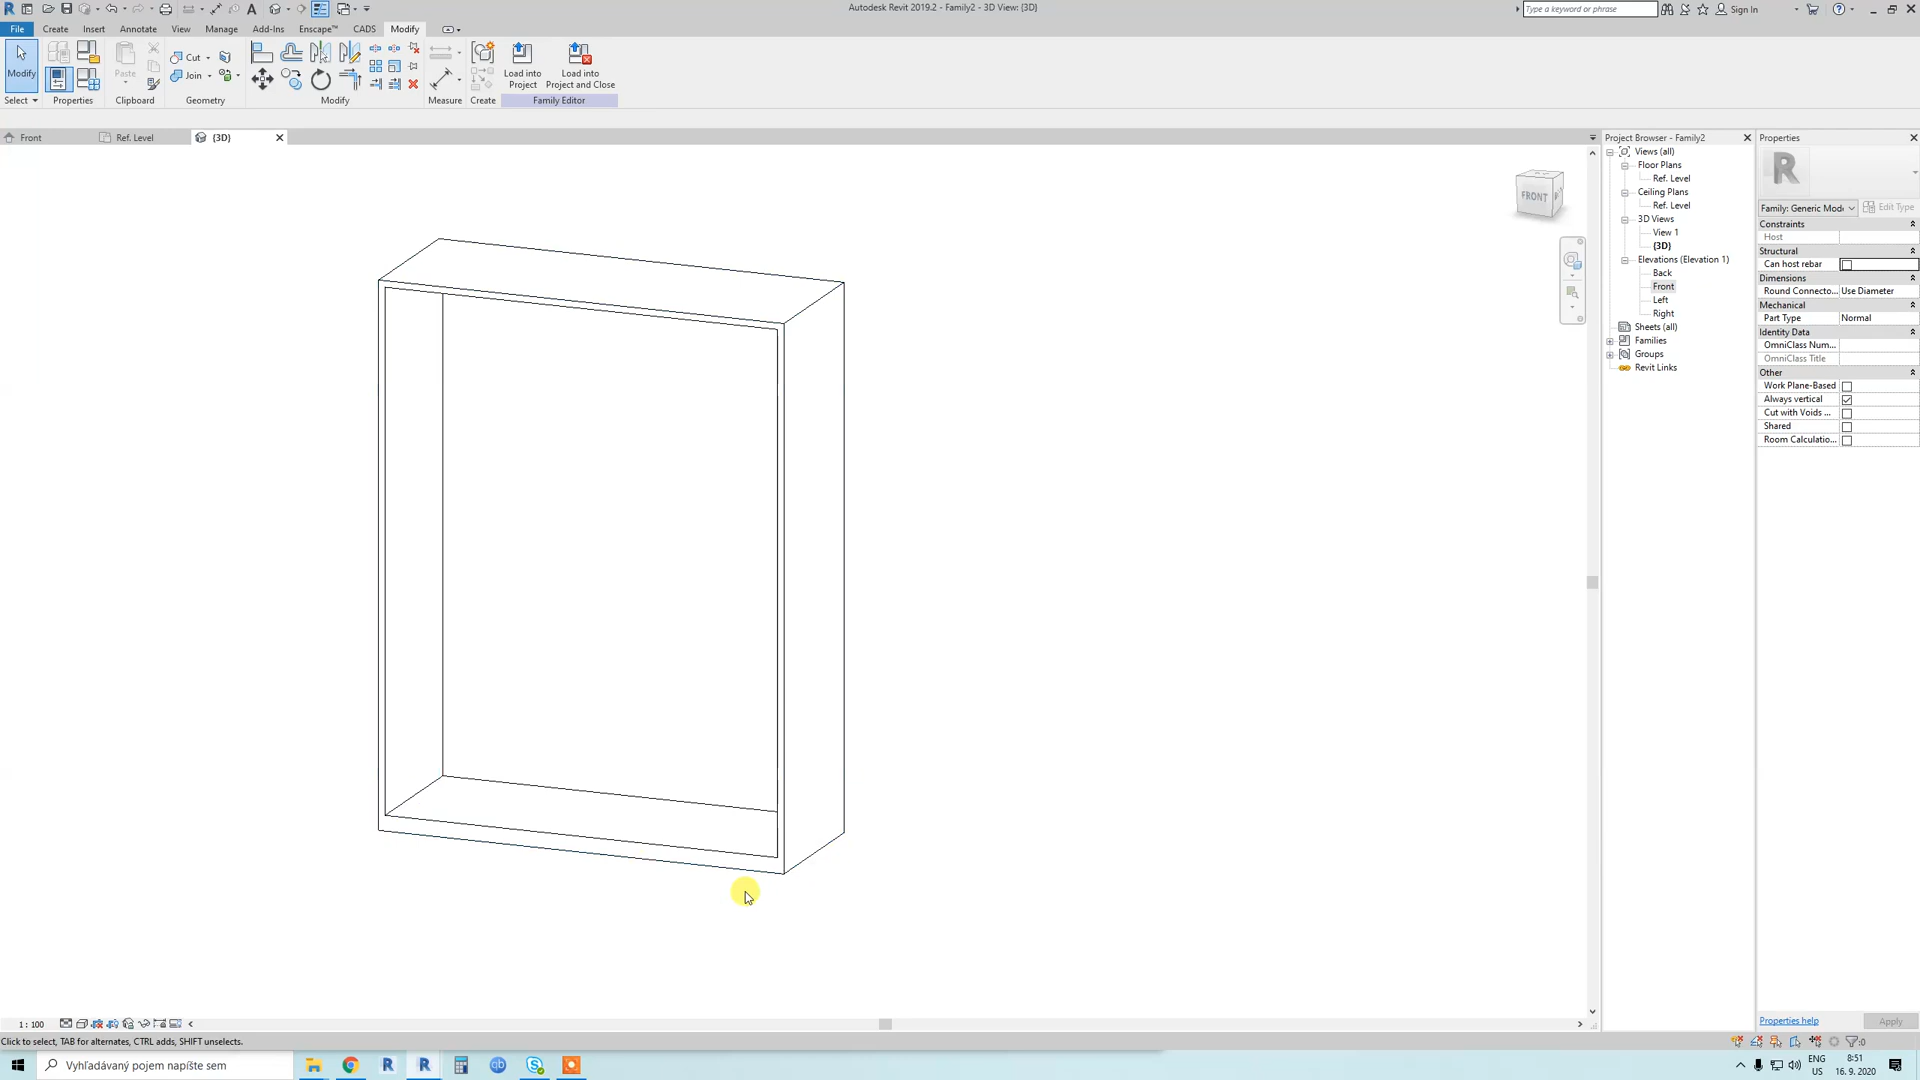 Autodesk Revit 2019.2 - Family2 - 3D View: {3D}
Type a keyword or phrase
Sign In
File
Create
Insert
Annotate
View
Manage
Add-Ins
Enscape™
CADS
Modify
Modify
Paste
Cut
Join
Load into
Project
Load into
Project and Close
Select
Properties
Clipboard
Geometry
Modify
Measure
Create
Family Editor
Front
Ref. Level
{3D}
FRONT
Project Browser - Family2
Views (all)
Floor Plans
Ref. Level
Ceiling Plans
Ref. Level
3D Views
View 1
{3D}
Elevations (Elevation 1)
Back
Front
Left
Right
Sheets (all)
Families
Groups
Revit Links
Properties
R
Family: Generic Mode
Edit Type
Constraints
Host
Structural
Can host rebar
Dimensions
Round Connecto... Use Diameter
Mechanical
Part Type Normal
Identity Data
OmniClass Num...
OmniClass Title
Other
Work Plane-Based
Always vertical
Cut with Voids ...
Shared
Room Calculatio...
Properties help
Apply
1 : 100
Click to select, TAB for alternates, CTRL adds, SHIFT unselects.
:0
Vyhľadávaný pojem napíšte sem
R
R
qb
ENG
US
8:51
16. 9. 2020